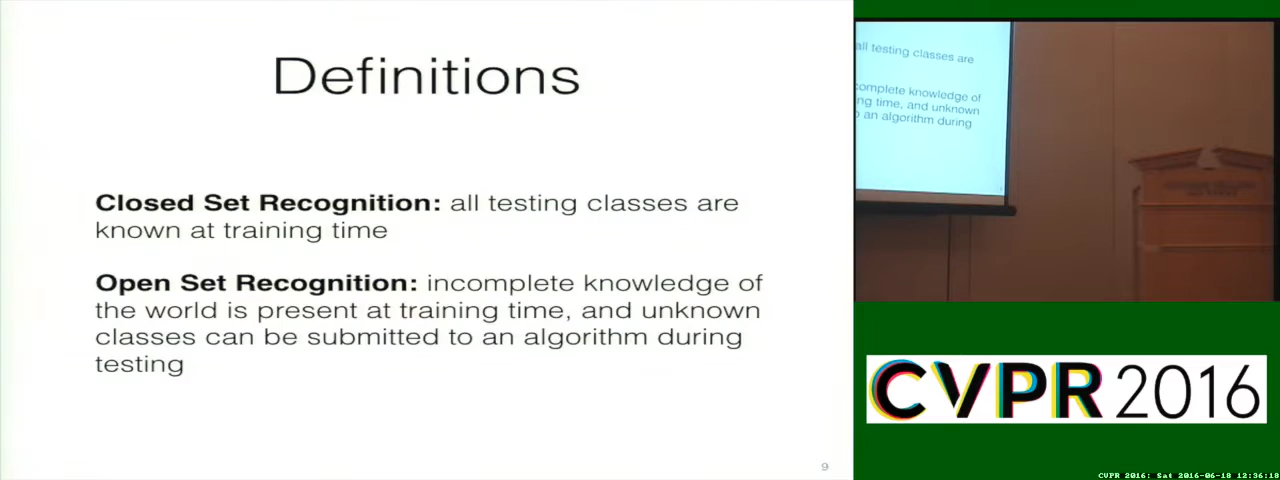 Definitions
Closed Set Recognition: all testing classes are
known at training time
Open Set Recognition: incomplete knowledge of
the world is present at training time, and unknown
classes can be submitted to an algorithm during
testing
9
all testing classes are
complete knowledge of
ng time, and unknown
o an algorithm during
CVPR 2016
CVPR 2016: Sat 2016-06-18 12:36:18